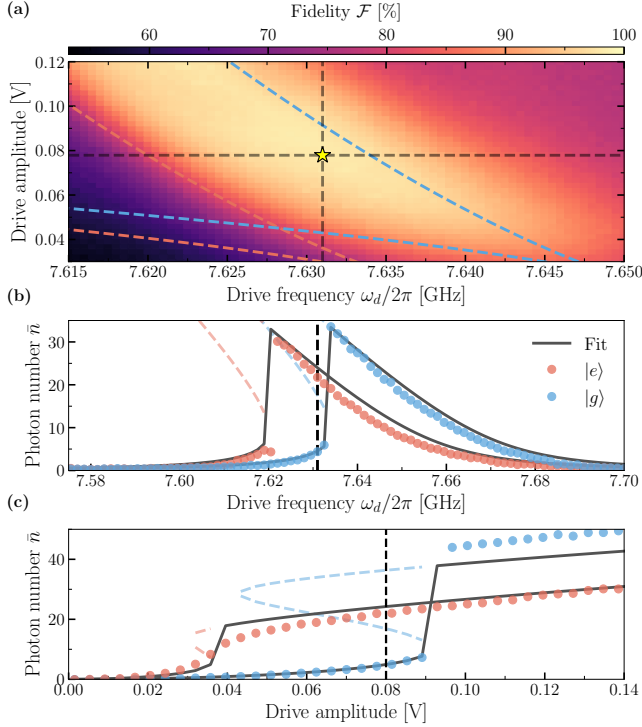 (a)
Fidelity F [%]
60 70 80 90 100
Drive amplitude [V]
0.12
0.10
0.08
0.06
0.04
7.615 7.620 7.625 7.630 7.635 7.640 7.645 7.650
Drive frequency ω_d/2π [GHz]
(b)
Photon number n̄
30
20
10
0
Fit
|e⟩
|g⟩
7.58 7.60 7.62 7.64 7.66 7.68 7.70
Drive frequency ω_d/2π [GHz]
(c)
Photon number n̄
40
20
0
0.00 0.02 0.04 0.06 0.08 0.10 0.12 0.14
Drive amplitude [V]